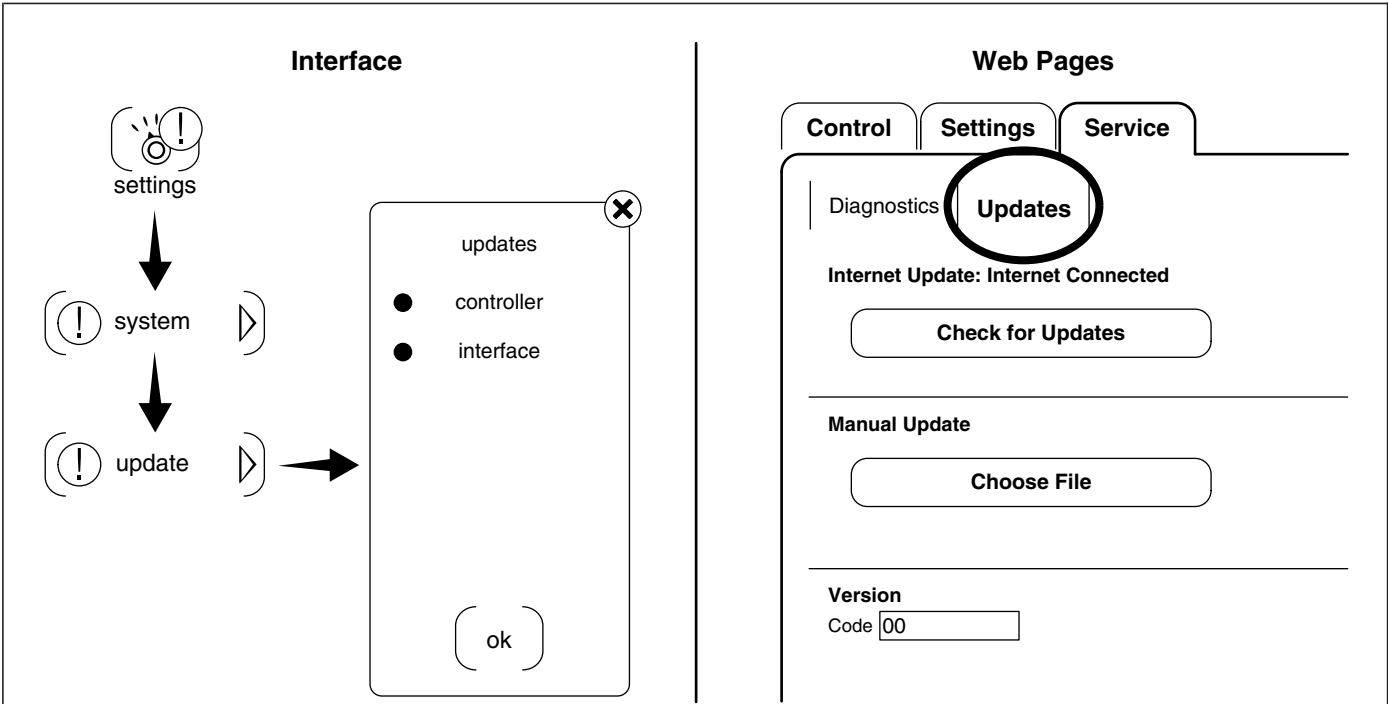 Interface
settings
system
update
updates
controller
interface
ok
Web Pages
Control Settings Service
Diagnostics Updates
Internet Update: Internet Connected
Check for Updates
Manual Update
Choose File
Version
Code 00